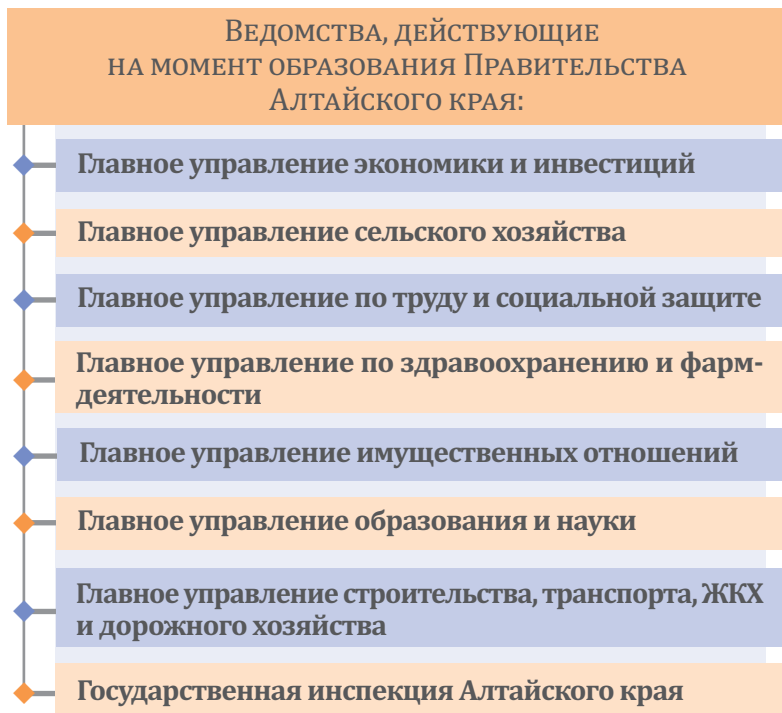 Ведомства, действующие
на момент образования Правительства
Алтайского края:
Главное управление экономики и инвестиций
Главное управление сельского хозяйства
Главное управление по труду и социальной защите
Главное управление по здравоохранению и фарм-
деятельности
Главное управление имущественных отношений
Главное управление образования и науки
Главное управление строительства, транспорта, ЖКХ
и дорожного хозяйства
Государственная инспекция Алтайского края